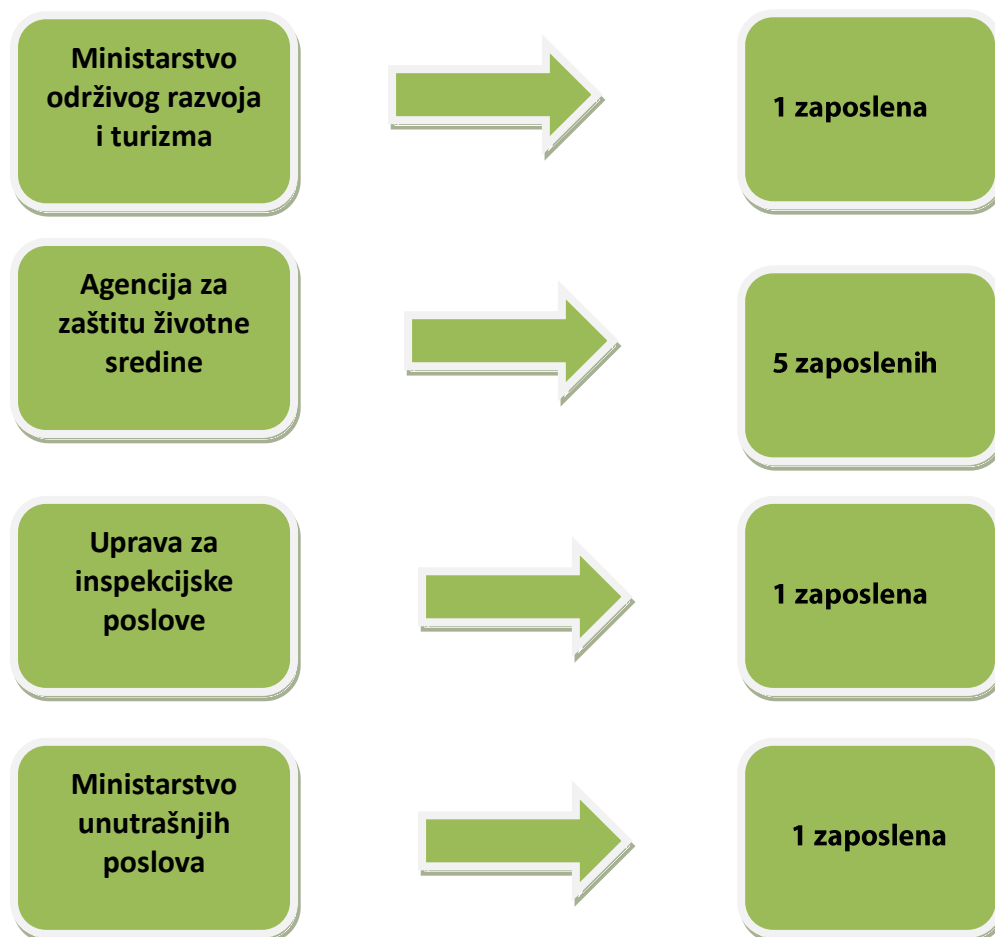 Ministarstvo
održivog razvoja
i turizma
1 zaposlena
Agencija za
zaštitu životne
sredine
5 zaposlenih
Uprava za
inspekcijske
poslove
1 zaposlena
Ministarstvo
unutrašnjih
poslova
1 zaposlena